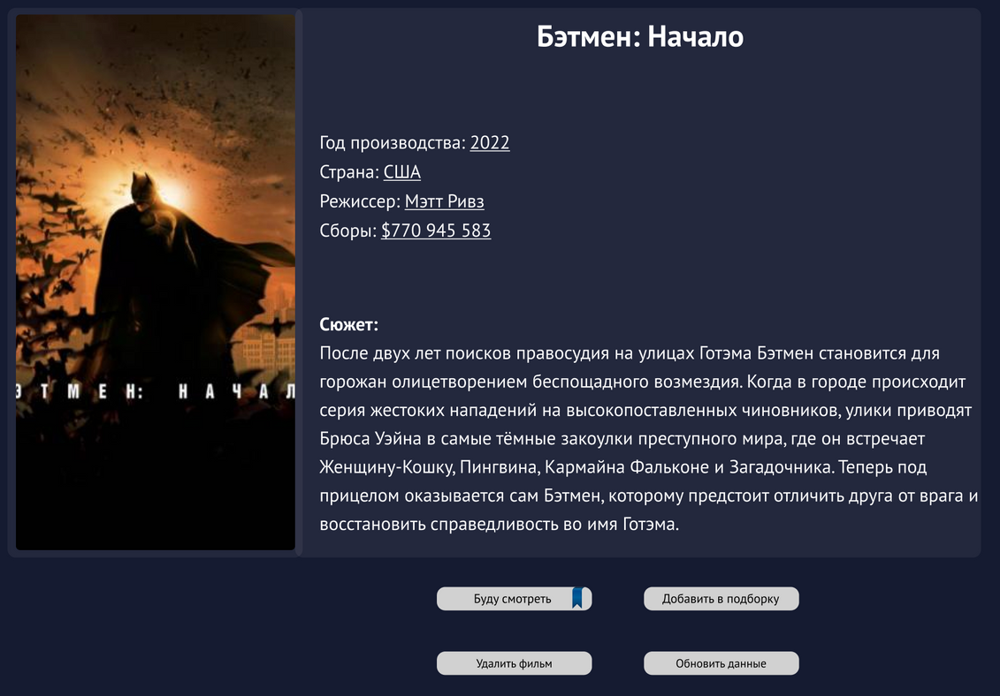 Бэтмен: Начало
Год производства: 2022
Страна: США
Режиссер: Мэтт Ривз
Сборы: $770 945 583
ЭТМЕН: НАЧАЛ
Сюжет:
После двух лет поисков правосудия на улицах Готэма Бэтмен становится для
горожан олицетворением беспощадного возмездия. Когда в городе происходит
серия жестоких нападений на высокопоставленных чиновников, улики приводят
Брюса Уэйна в самые тёмные закоулки преступного мира, где он встречает
Женщину-Кошку, Пингвина, Кармайна Фальконе и Загадочника. Теперь под
прицелом оказывается сам Бэтмен, которому предстоит отличить друга от врага и
восстановить справедливость во имя Готэма.
Буду смотреть
Добавить в подборку
Удалить фильм
Обновить данные